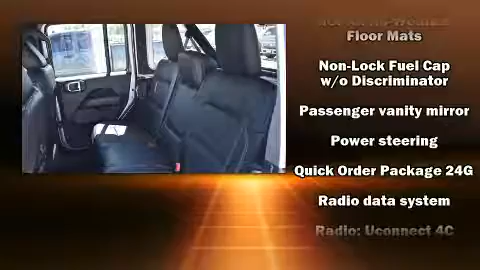 Floor Mats
Non-Lock Fuel Cap
w/o Discriminator
Passenger vanity mirror
Power steering
Quick Order Package 24G
Radio data system
Radio: Uconnect 4C